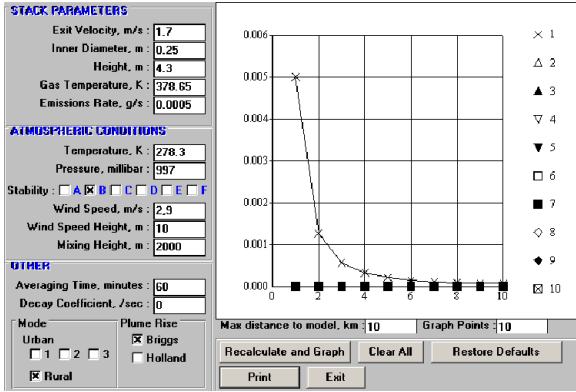 STACK PARAMETERS
Exit Velocity, m/s : 1.7
Inner Diameter, m : 0.25
Height, m : 4.3
Gas Temperature, K : 378.65
Emissions Rate, g/s : 0.0005
ATMOSPHERIC CONDITIONS
Temperature, K : 278.3
Pressure, millibar : 997
Stability : A B C D E F
Wind Speed, m/s : 2.9
Wind Speed Height, m : 10
Mixing Height, m : 2000
OTHER
Averaging Time, minutes : 60
Decay Coefficient, /sec : 0
Mode
Urban
1 2 3
Rural
Plume Rise
Briggs
Holland
0.006
0.005
0.004
0.003
0.002
0.001
0.000
0 2 4 6 8 10
1
2
3
4
5
6
7
8
9
10
Max distance to model, km : 10 Graph Points : 10
Recalculate and Graph Clear All Restore Defaults
Print Exit